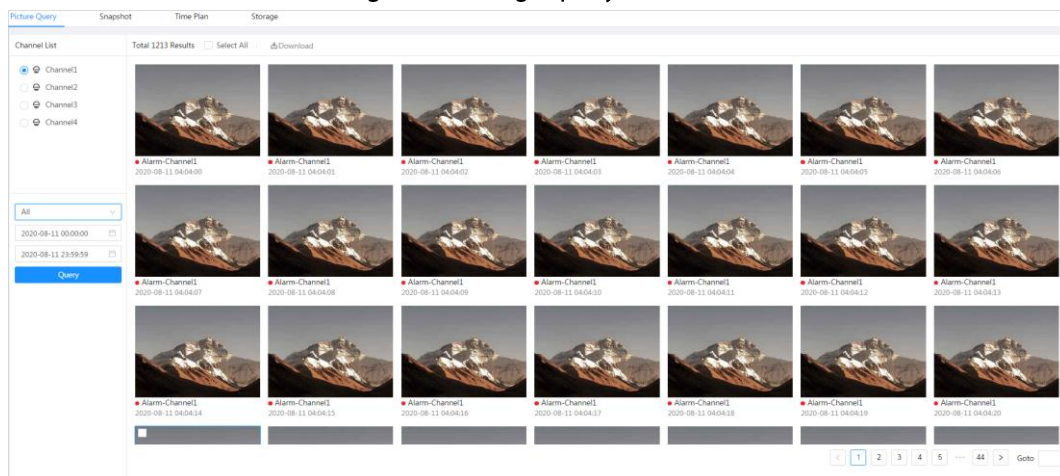 Picture Query Snapshot Time Plan Storage
Channel List
Total 1213 Results Select All Download
Channel1
Channel2
Channel3
Channel4
Alarm-Channel1 Alarm-Channel1 Alarm-Channel1 Alarm-Channel1 Alarm-Channel1 Alarm-Channel1 Alarm-Channel1
2020-08-11 04:04:00 2020-08-11 04:04:01 2020-08-11 04:04:02 2020-08-11 04:04:03 2020-08-11 04:04:04 2020-08-11 04:04:05 2020-08-11 04:04:06
All
2020-08-11 00:00:00
2020-08-11 23:59:59
Query
Alarm-Channel1 Alarm-Channel1 Alarm-Channel1 Alarm-Channel1 Alarm-Channel1 Alarm-Channel1 Alarm-Channel1
2020-08-11 04:04:07 2020-08-11 04:04:08 2020-08-11 04:04:09 2020-08-11 04:04:10 2020-08-11 04:04:11 2020-08-11 04:04:12 2020-08-11 04:04:13
Alarm-Channel1 Alarm-Channel1 Alarm-Channel1 Alarm-Channel1 Alarm-Channel1 Alarm-Channel1 Alarm-Channel1
2020-08-11 04:04:14 2020-08-11 04:04:15 2020-08-11 04:04:16 2020-08-11 04:04:17 2020-08-11 04:04:18 2020-08-11 04:04:19 2020-08-11 04:04:20
< 1 2 3 4 5 ··· 44 > Goto